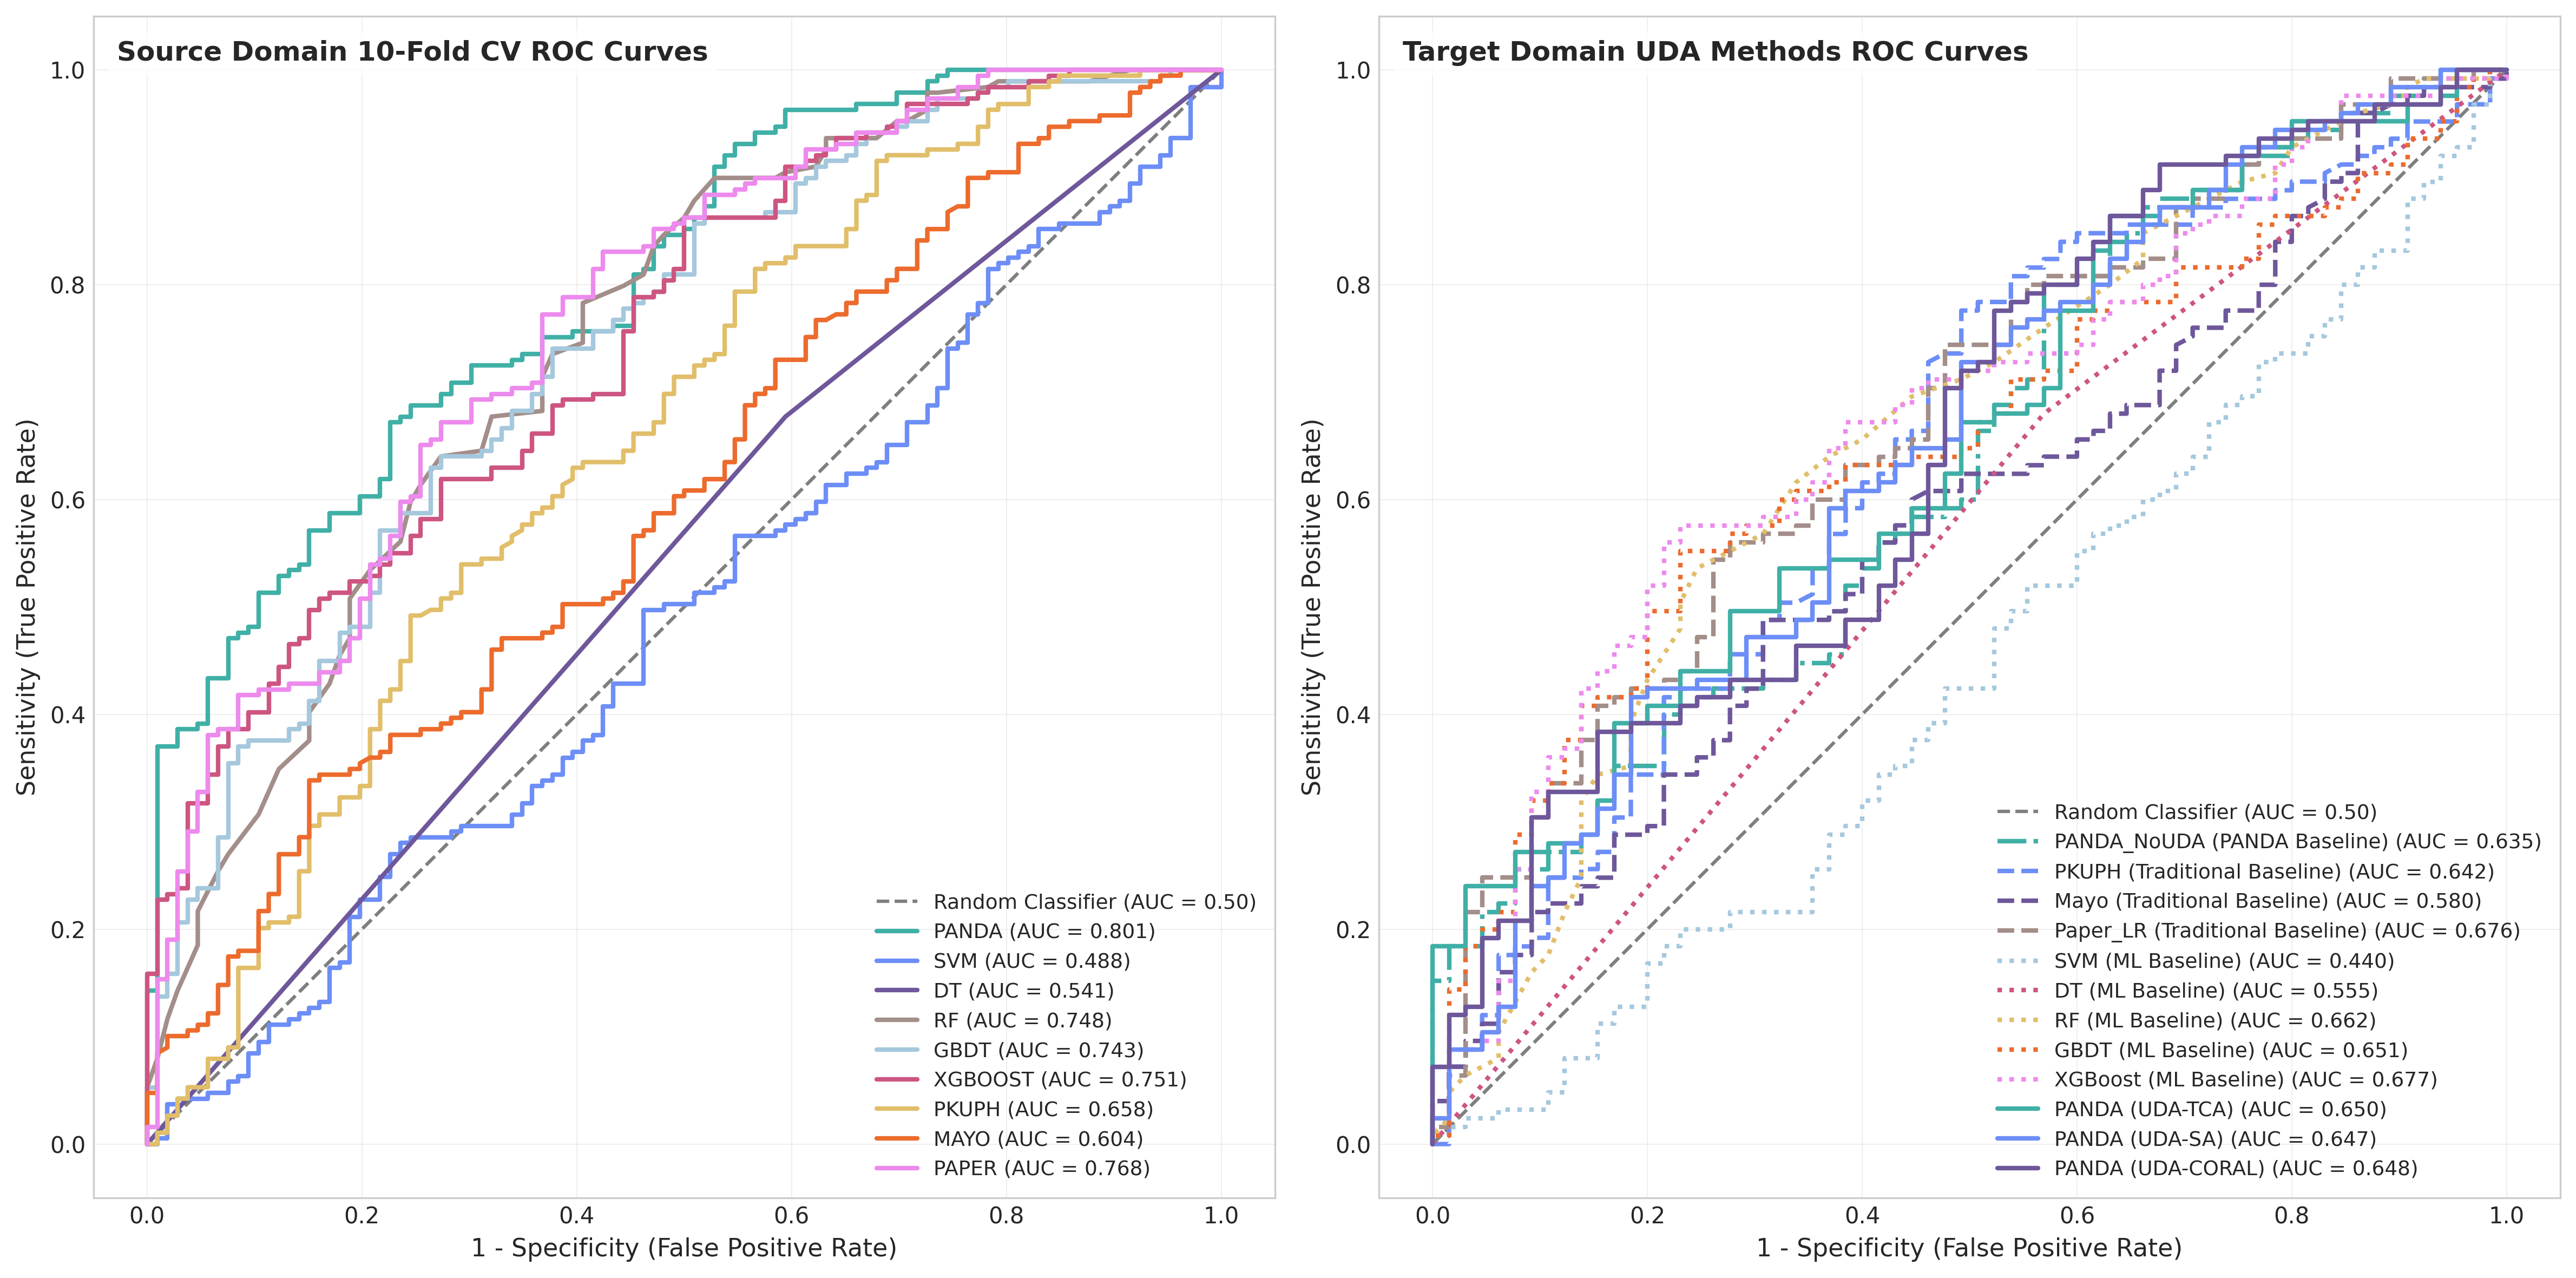 Source Domain 10-Fold CV ROC Curves
Sensitivity (True Positive Rate)
1.0
0.8
0.6
0.4
0.2
0.0
Random Classifier (AUC = 0.50)
PANDA (AUC = 0.801)
SVM (AUC = 0.488)
DT (AUC = 0.541)
RF (AUC = 0.748)
GBDT (AUC = 0.743)
XGBOOST (AUC = 0.751)
PKUPH (AUC = 0.658)
MAYO (AUC = 0.604)
PAPER (AUC = 0.768)
0.0 0.2 0.4 0.6 0.8 1.0
1 - Specificity (False Positive Rate)
Target Domain UDA Methods ROC Curves
Sensitivity (True Positive Rate)
1.0
0.8
0.6
0.4
0.2
0.0
Random Classifier (AUC = 0.50)
PANDA_NoUDA (PANDA Baseline) (AUC = 0.635)
PKUPH (Traditional Baseline) (AUC = 0.642)
Mayo (Traditional Baseline) (AUC = 0.580)
Paper_LR (Traditional Baseline) (AUC = 0.676)
SVM (ML Baseline) (AUC = 0.440)
DT (ML Baseline) (AUC = 0.555)
RF (ML Baseline) (AUC = 0.662)
GBDT (ML Baseline) (AUC = 0.651)
XGBoost (ML Baseline) (AUC = 0.677)
PANDA (UDA-TCA) (AUC = 0.650)
PANDA (UDA-SA) (AUC = 0.647)
PANDA (UDA-CORAL) (AUC = 0.648)
0.0 0.2 0.4 0.6 0.8 1.0
1 - Specificity (False Positive Rate)